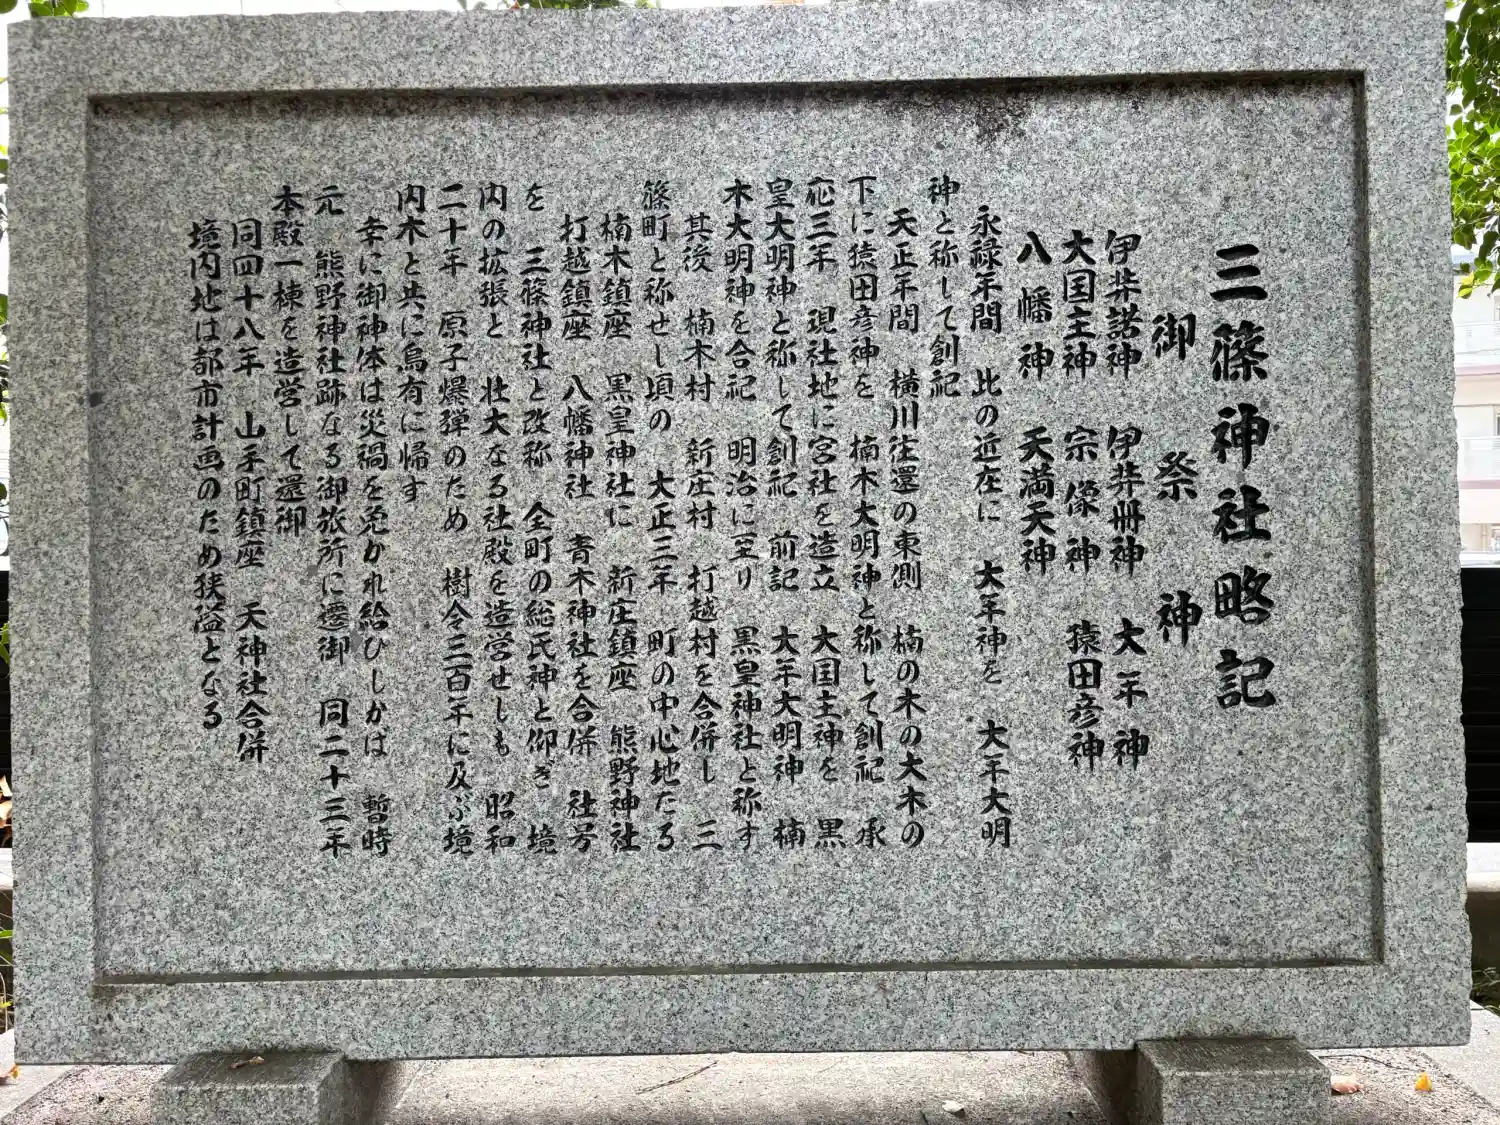 三篠神社略記
御祭神
伊弉諾神　伊弉冊神　大年神
大国主神　宗像神　猿田彦神
八幡神　天満天神
永禄年間　此の近在に　大年神を　大年大明
神と称して創祀
天正年間　横川往還の東側　楠の木の大木の
下に猿田彦神を　楠木大明神と称して創祀　承
応三年　現社地に宮社を造立　大国主神を　黒
皇大明神と称して創祀　前記　大年大明神　楠
木大明神を合祀　明治に至り　黒皇神社と称す
其後　楠木村　新庄村　打越村を合併し　三
篠町と称せし頃の　大正三年　町の中心地たる
楠木鎮座　黒皇神社に　新庄鎮座　熊野神社
打越鎮座　八幡神社　青木神社を合併　社号
を　三篠神社と改称　全町の総氏神と仰ぎ　境
内の拡張と　壮大なる社殿を造営せしも　昭和
二十年　原子爆弾のため　樹令三百年に及ぶ境
内木と共に烏有に帰す
幸に御神体は災禍を免かれ給ひしかば　暫時
元　熊野神社跡なる御旅所に遷御　同二十三年
本殿一棟を造営して還御
同四十八年　山手町鎮座　天神社合併
境内地は都市計画のため狭隘となる